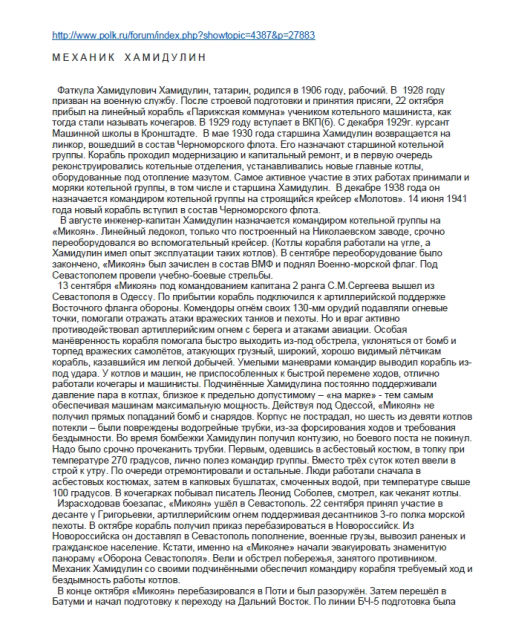 http://www.polk.ru/forum/index.php?showtopic=4387&p=27883
М Е Х А Н И К   Х А М И Д У Л И Н
Фаткула Хамидулович Хамидулин, татарин, родился в 1906 году, рабочий. В 1928 году
призван на военную службу. После строевой подготовки и принятия присяги, 22 октября
прибыл на линейный корабль «Парижская коммуна» учеником котельного машиниста, как
тогда стали называть кочегаров. В 1929 году вступает в ВКП(б). С декабря 1929г. курсант
Машинной школы в Кронштадте. В мае 1930 года старшина Хамидулин возвращается на
линкор, вошедший в состав Черноморского флота. Его назначают старшиной котельной
группы. Корабль проходил модернизацию и капитальный ремонт, и в первую очередь
реконструировались котельные отделения, устанавливались новые главные котлы,
оборудованные под отопление мазутом. Самое активное участие в этих работах принимали и
моряки котельной группы, в том числе и старшина Хамидулин. В декабре 1938 года он
назначается командиром котельной группы на строящийся крейсер «Молотов». 14 июня 1941
года новый корабль вступил в состав Черноморского флота.
В августе инженер-капитан Хамидулин назначается командиром котельной группы на
«Микоян». Линейный ледокол, только что построенный на Николаевском заводе, срочно
переоборудовался во вспомогательный крейсер. (Котлы корабля работали на угле, а
Хамидулин имел опыт эксплуатации таких котлов). В сентябре переоборудование было
закончено, «Микоян» был зачислен в состав ВМФ и поднял Военно-морской флаг. Под
Севастополем провели учебно-боевые стрельбы.
13 сентября «Микоян» под командованием капитана 2 ранга С.М.Сергеева вышел из
Севастополя в Одессу. По прибытии корабль подключился к артиллерийской поддержке
Восточного фланга обороны. Комендоры огнём своих 130-мм орудий подавляли огневые
точки, помогали отражать атаки вражеских танков и пехоты. Но и враг активно
противодействовал артиллерийским огнем с берега и атаками авиации. Особая
манёвренность корабля помогала быстро выходить из-под обстрела, уклоняться от бомб и
торпед вражеских самолётов, атакующих грузный, широкий, хорошо видимый лётчикам
корабль, казавшийся им легкой добычей. Умелыми маневрами командир выводил корабль из-
под удара. У котлов и машин, не приспособленных к быстрой перемене ходов, отлично
работали кочегары и машинисты. Подчинённые Хамидулина постоянно поддерживали
давление пара в котлах, близкое к предельно допустимому – «на марке» - тем самым
обеспечивая машинам максимальную мощность. Действуя под Одессой, «Микоян» не
получил прямых попаданий бомб и снарядов. Корпус не пострадал, но шесть из девяти котлов
потекли – были повреждены водогрейные трубки, из-за форсирования ходов и требования
бездымности. Во время бомбежки Хамидулин получил контузию, но боевого поста не покинул.
Надо было срочно прочеканить трубки. Первым, одевшись в асбестовый костюм, в топку при
температуре 270 градусов, лично полез командир группы. Вместо трёх суток котел ввели в
строй к утру. По очереди отремонтировали и остальные. Люди работали сначала в
асбестовых костюмах, затем в капковых бушлатах, смоченных водой, при температуре свыше
100 градусов. В кочегарках побывал писатель Леонид Соболев, смотрел, как чеканят котлы.
Израсходовав боезапас, «Микоян» ушёл в Севастополь. 22 сентября принял участие в
десанте у Григорьевки, артиллерийским огнем поддерживая десантников 3-го полка морской
пехоты. В октябре корабль получил приказ перебазироваться в Новороссийск. Из
Новороссийска он доставлял в Севастополь пополнение, военные грузы, вывозил раненых и
гражданское население. Кстати, именно на «Микояне» начали эвакуировать знаменитую
панораму «Оборона Севастополя». Вели и обстрел побережья, занятого противником.
Механик Хамидулин со своими подчинёнными обеспечил командиру корабля требуемый ход и
бездымность работы котлов.
В конце октября «Микоян» перебазировался в Поти и был разоружён. Затем перешёл в
Батуми и начал подготовку к переходу на Дальний Восток. По линии БЧ-5 подготовка была